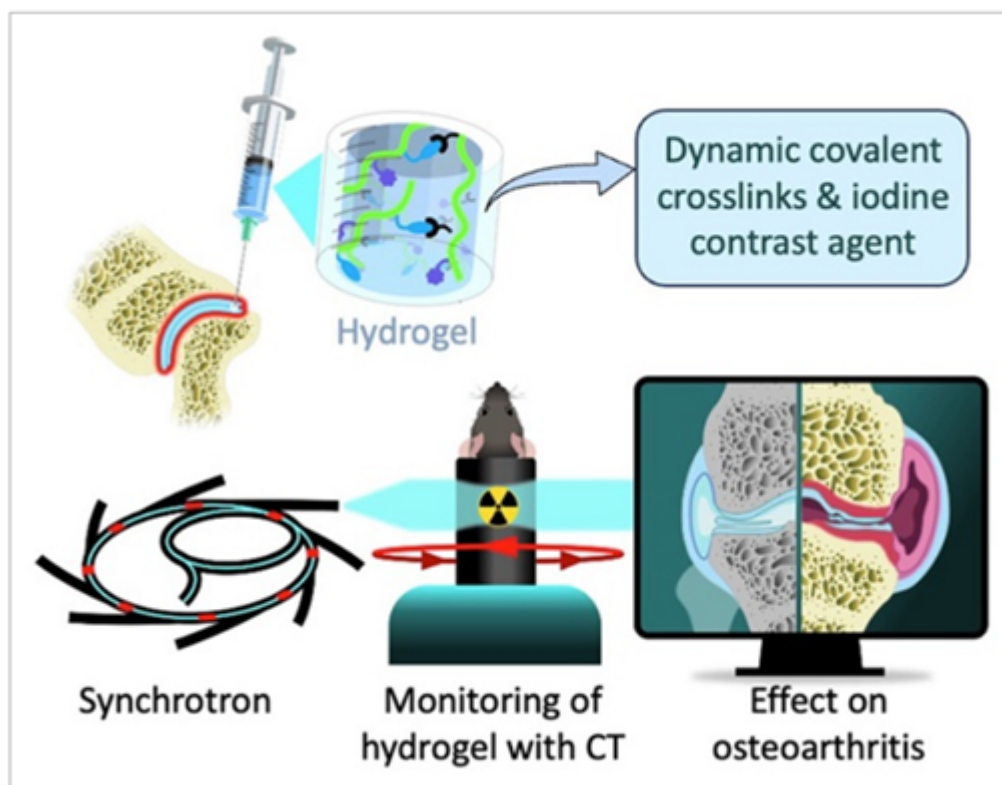 Dynamic covalent
crosslinks & iodine
contrast agent
Hydrogel
Synchrotron
Monitoring of
hydrogel with CT
Effect on
osteoarthritis